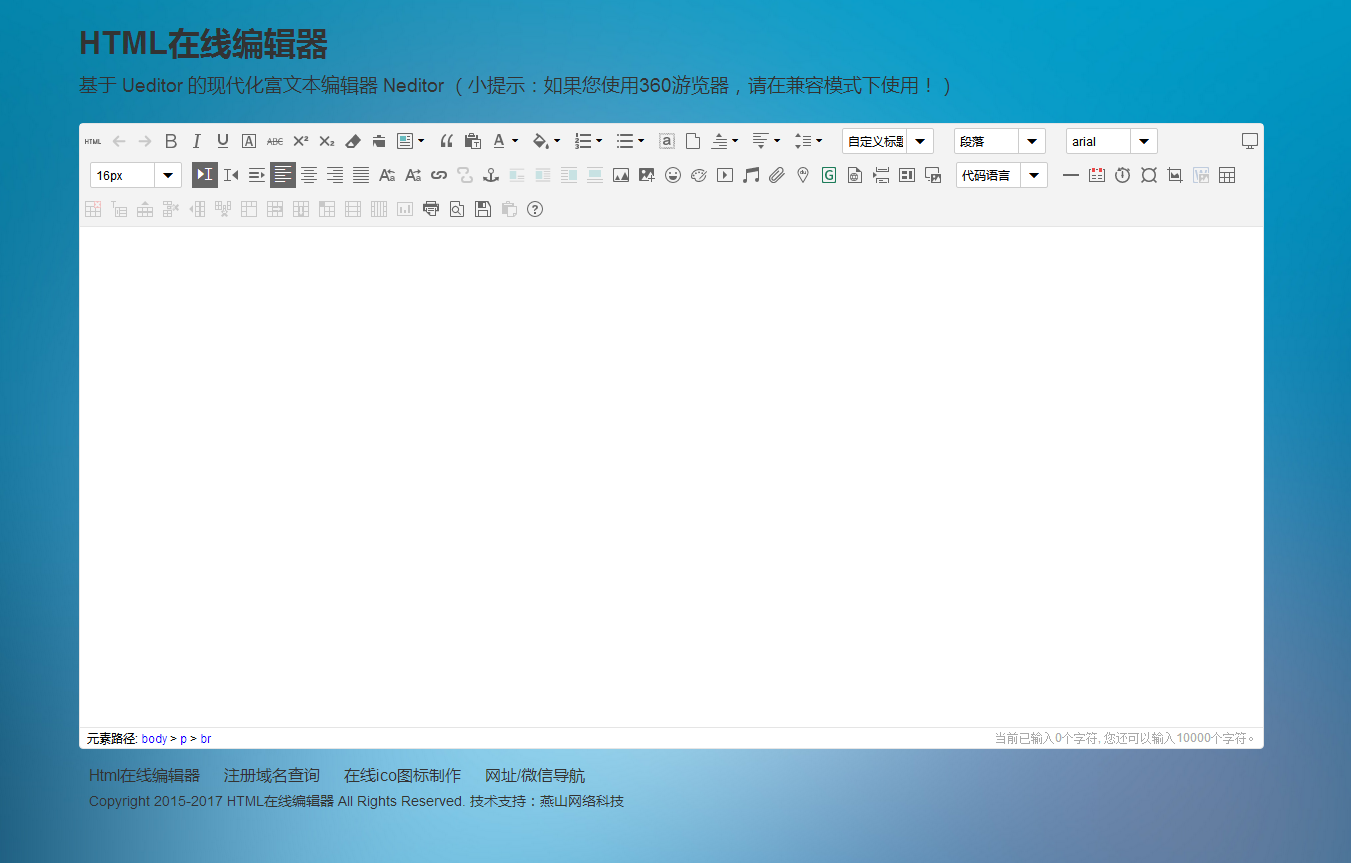 HTML在线编辑器
基于 Ueditor 的现代化富文本编辑器 Neditor （小提示：如果您使用360游览器，请在兼容模式下使用！）
HTML B I U A ABC X² X₂ A a 自定义标题 段落 arial
16px 代码语言
元素路径: body > p > br
当前已输入0个字符, 您还可以输入10000个字符。
Html在线编辑器 注册域名查询 在线ico图标制作 网址/微信导航
Copyright 2015-2017 HTML在线编辑器 All Rights Reserved. 技术支持：燕山网络科技